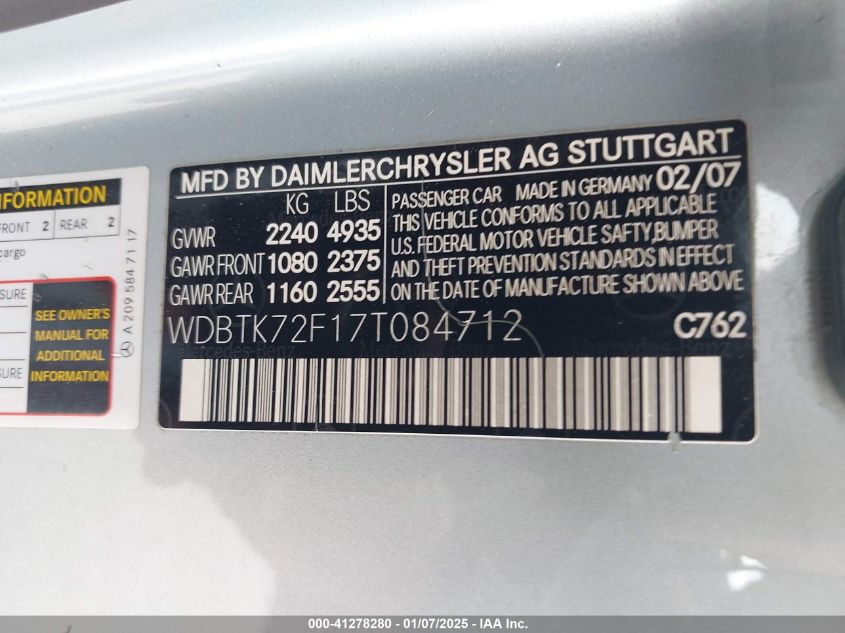 NFORMATION
FRONT 2 REAR 2
cargo
SURE
SEE OWNER'S
MANUAL FOR
ADDITIONAL
INFORMATION
SURE
A 209 584 71 17
MFD BY DAIMLERCHRYSLER AG STUTTGART
KG LBS
GVWR 2240 4935
GAWR FRONT 1080 2375
GAWR REAR 1160 2555
PASSENGER CAR MADE IN GERMANY 02/07
THIS VEHICLE CONFORMS TO ALL APPLICABLE
U.S. FEDERAL MOTOR VEHICLE SAFTY,BUMPER
AND THEFT PREVENTION STANDARDS IN EFFECT
ON THE DATE OF MANUFACTURE SHOWN ABOVE
WDBTK72F17T084712 C762
Mercedes-Benz
000-41278280 - 01/07/2025 - IAA Inc.